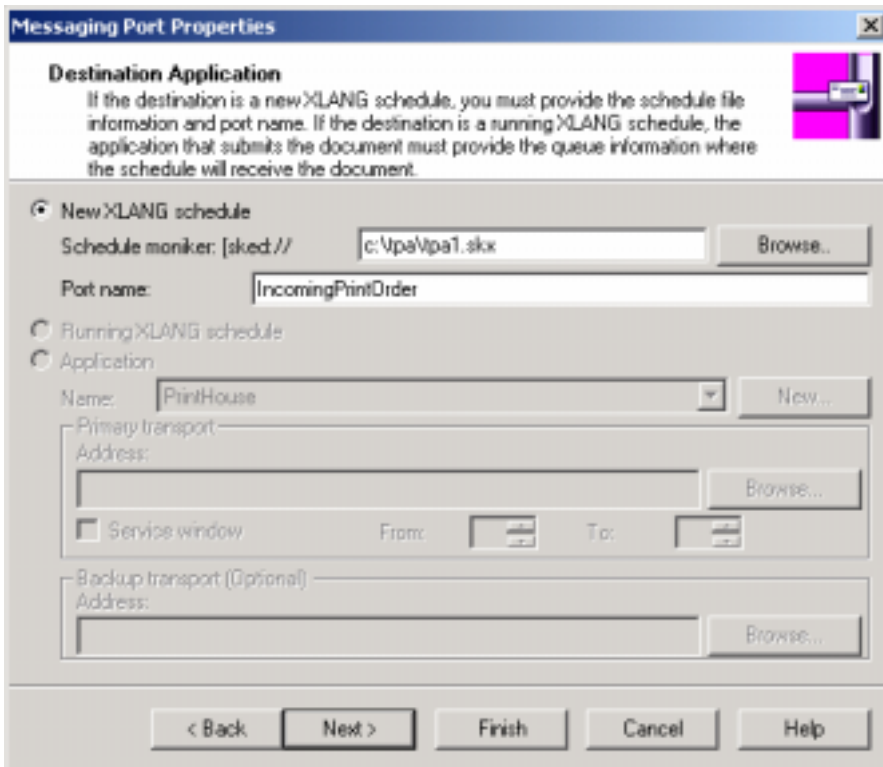 Messaging Port Properties
Destination Application
If the destination is a new XLANG schedule, you must provide the schedule file
information and port name. If the destination is a running XLANG schedule, the
application that submits the document must provide the queue information where
the schedule will receive the document.
New XLANG schedule
Schedule moniker: [sked://
c:\tpa\tpa1.skx
Browse..
Port name:
IncomingPrintOrder
Running XLANG schedule
Application
Name:
PrintHouse
New...
Primary transport
Address:
Browse...
Service window
From:
To:
Backup transport (Optional)
Address:
Browse...
< Back
Next >
Finish
Cancel
Help